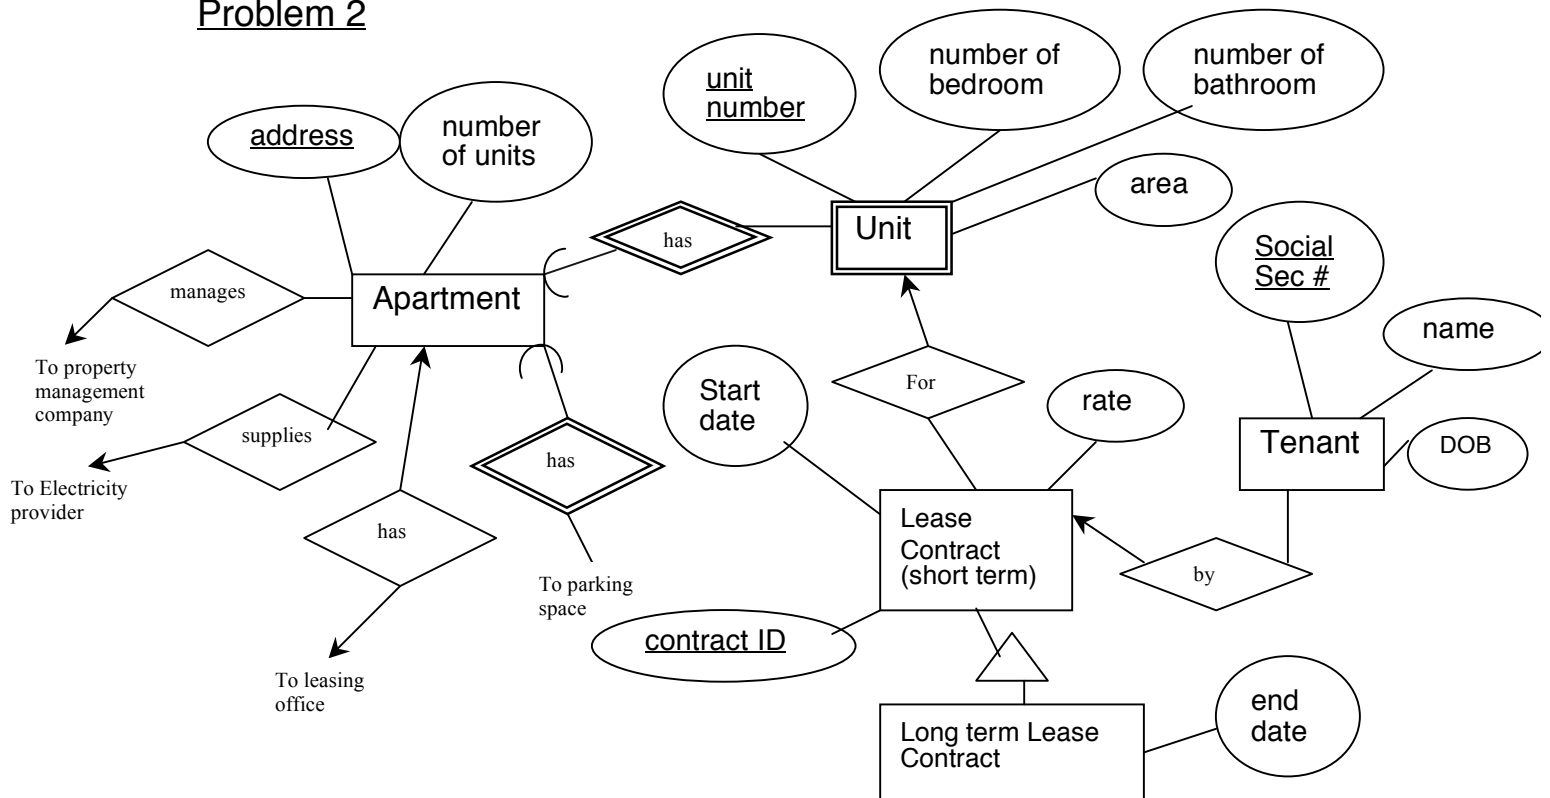 Problem 2
address
number
of units
unit
number
number of
bedroom
number of
bathroom
area
has
Unit
Social
Sec #
name
DOB
Tenant
manages
Apartment
To property
management
company
supplies
To Electricity
provider
has
To leasing
office
has
To parking
space
For
Start
date
rate
Lease
Contract
(short term)
by
contract ID
Long term Lease
Contract
end
date